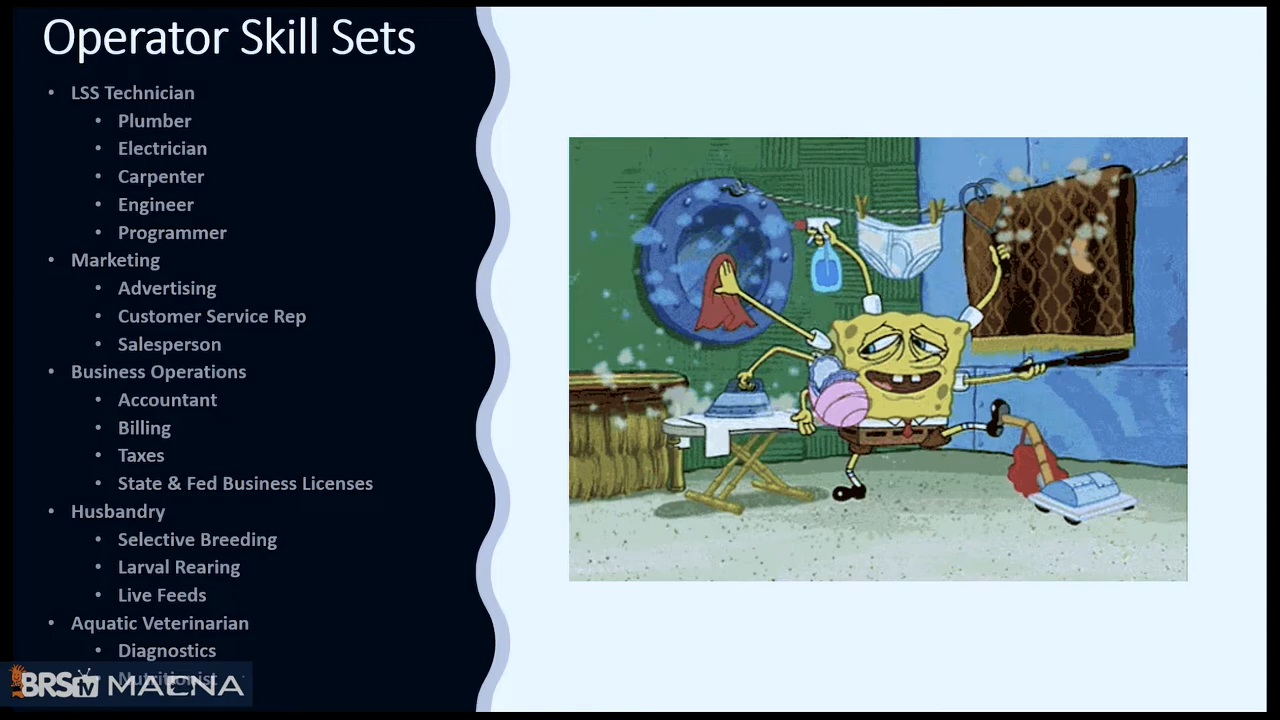 Operator Skill Sets
• LSS Technician
• Plumber
• Electrician
• Carpenter
• Engineer
• Programmer
• Marketing
• Advertising
• Customer Service Rep
• Salesperson
• Business Operations
• Accountant
• Billing
• Taxes
• State & Fed Business Licenses
• Husbandry
• Selective Breeding
• Larval Rearing
• Live Feeds
• Aquatic Veterinarian
• Diagnostics
• Nutritionist
BRS TV MACNA